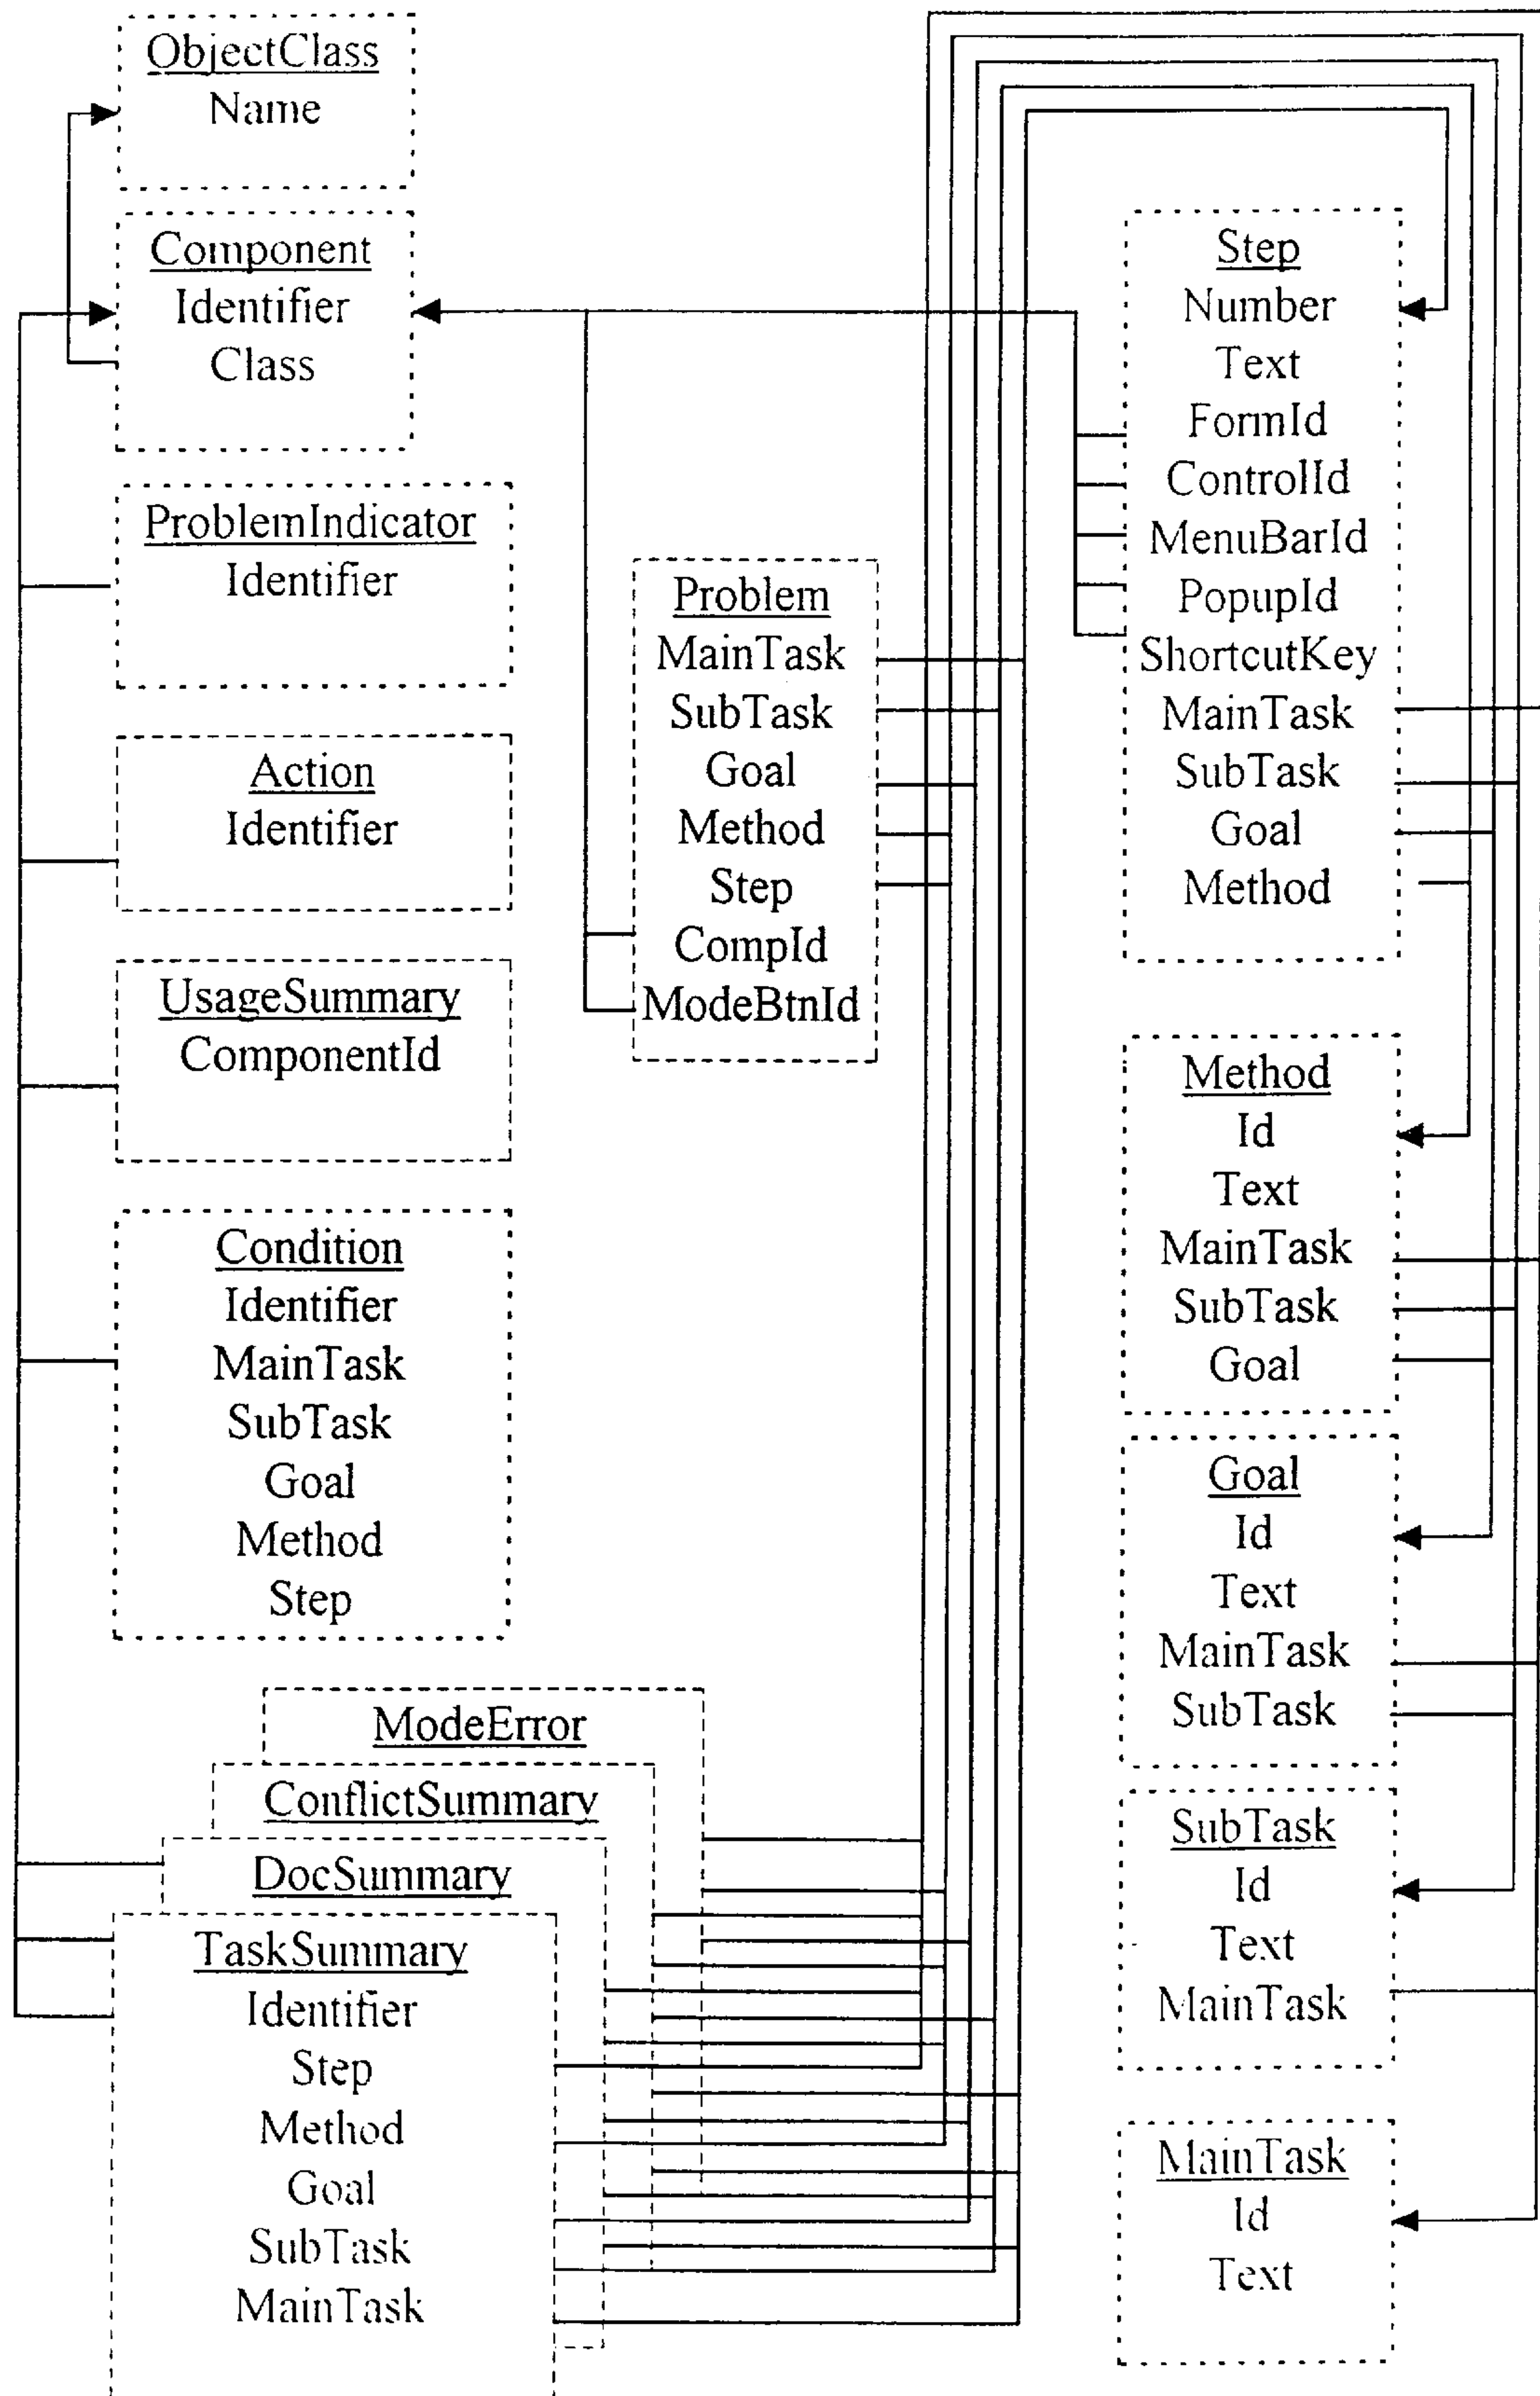 ObjectClass
Name
Component
Identifier
Class
ProblemIndicator
Identifier
Action
Identifier
UsageSummary
ComponentId
Condition
Identifier
MainTask
SubTask
Goal
Method
Step
ModeError
ConflictSummary
DocSummary
TaskSummary
Identifier
Step
Method
Goal
SubTask
MainTask
Problem
MainTask
SubTask
Goal
Method
Step
CompId
ModeBtnId
Step
Number
Text
FormId
ControlId
MenuBarId
PopupId
ShortcutKey
MainTask
SubTask
Goal
Method
Method
Id
Text
MainTask
SubTask
Goal
Goal
Id
Text
MainTask
SubTask
SubTask
Id
Text
MainTask
MainTask
Id
Text